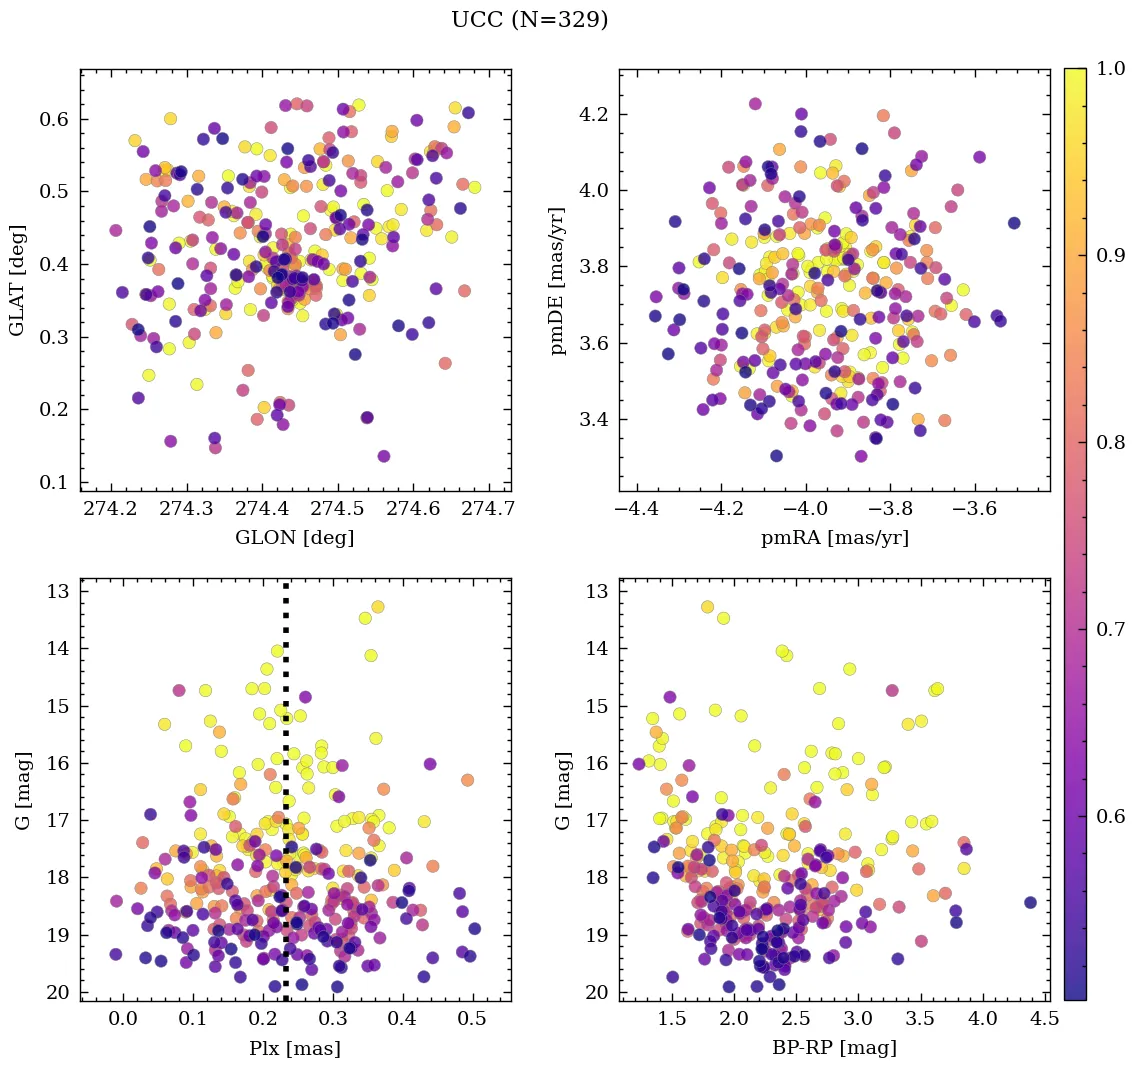 UCC (N=329)
0.6
0.5
0.4
0.3
0.2
0.1
GLAT [deg]
274.2 274.3 274.4 274.5 274.6 274.7
GLON [deg]
4.2
4.0
3.8
3.6
3.4
pmDE [mas/yr]
−4.4 −4.2 −4.0 −3.8 −3.6
pmRA [mas/yr]
1.0
0.9
0.8
0.7
0.6
13
14
15
16
17
18
19
20
G [mag]
0.0 0.1 0.2 0.3 0.4 0.5
Plx [mas]
13
14
15
16
17
18
19
20
G [mag]
1.5 2.0 2.5 3.0 3.5 4.0 4.5
BP-RP [mag]